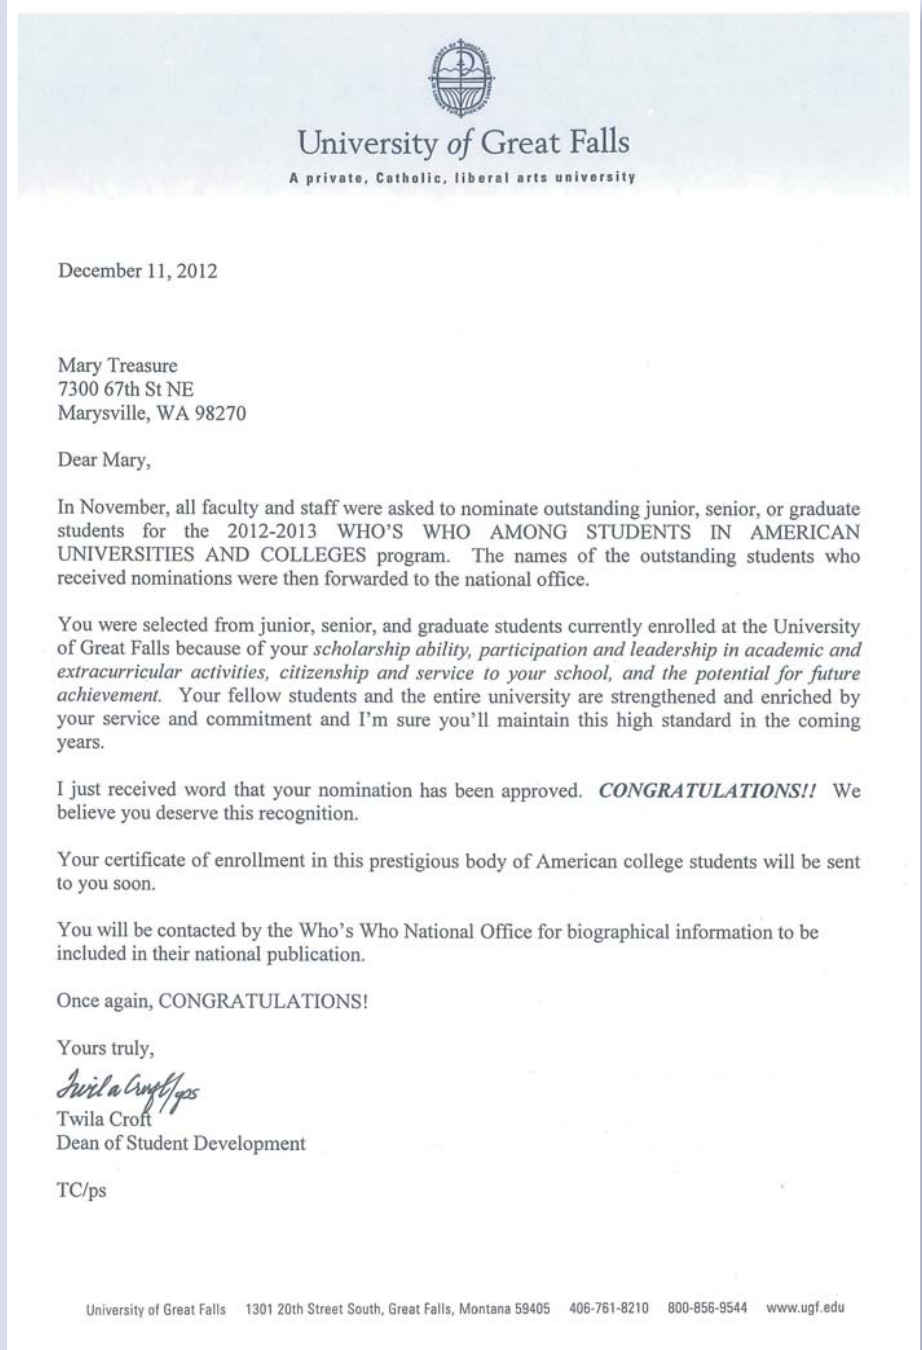 University of Great Falls
A private, Catholic, liberal arts university
December 11, 2012
Mary Treasure
7300 67th St NE
Marysville, WA 98270
Dear Mary,
In November, all faculty and staff were asked to nominate outstanding junior, senior, or graduate
students for the 2012-2013 WHO'S WHO AMONG STUDENTS IN AMERICAN
UNIVERSITIES AND COLLEGES program. The names of the outstanding students who
received nominations were then forwarded to the national office.
You were selected from junior, senior, and graduate students currently enrolled at the University
of Great Falls because of your scholarship ability, participation and leadership in academic and
extracurricular activities, citizenship and service to your school, and the potential for future
achievement. Your fellow students and the entire university are strengthened and enriched by
your service and commitment and I'm sure you'll maintain this high standard in the coming
years.
I just received word that your nomination has been approved. CONGRATULATIONS!! We
believe you deserve this recognition.
Your certificate of enrollment in this prestigious body of American college students will be sent
to you soon.
You will be contacted by the Who's Who National Office for biographical information to be
included in their national publication.
Once again, CONGRATULATIONS!
Yours truly,
Twila Croft/ps
Twila Croft
Dean of Student Development
TC/ps
University of Great Falls 1301 20th Street South, Great Falls, Montana 59405 406-761-8210 800-856-9544 www.ugf.edu